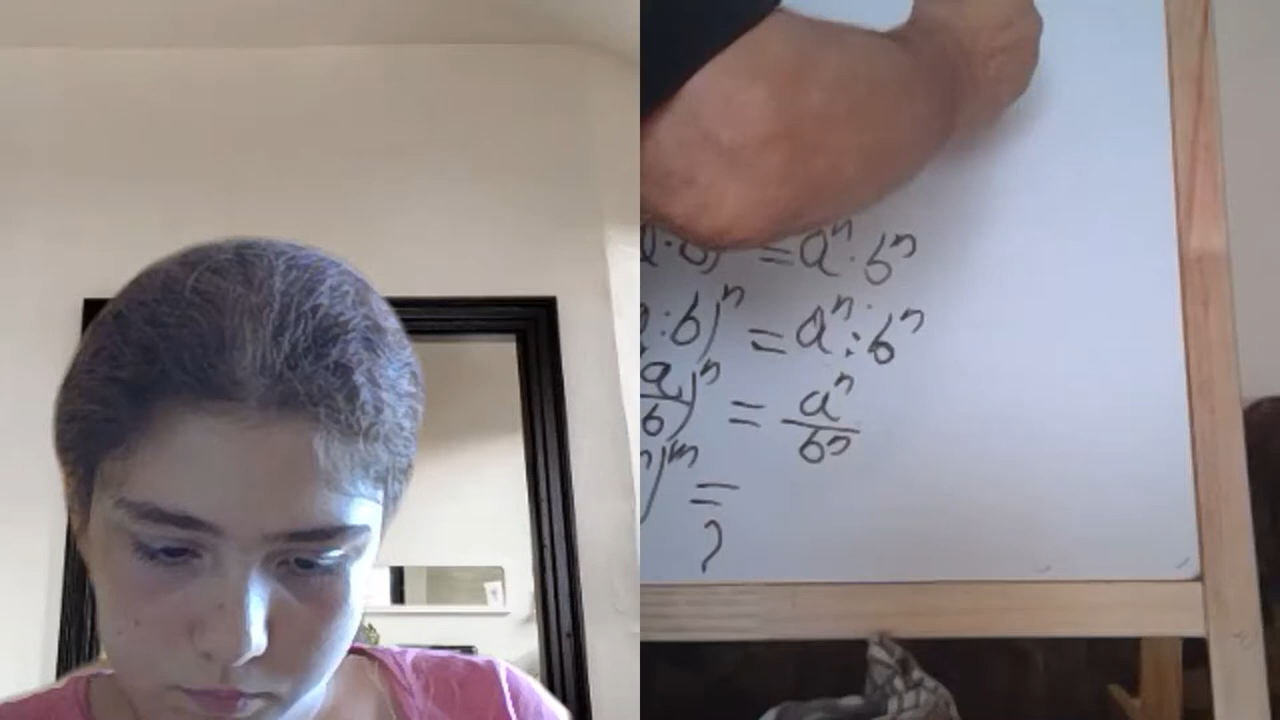 a·b) = aⁿ·bⁿ
:b)ⁿ = aⁿ:bⁿ
a/b)ⁿ = aⁿ/bⁿ
)ᵐ =
?